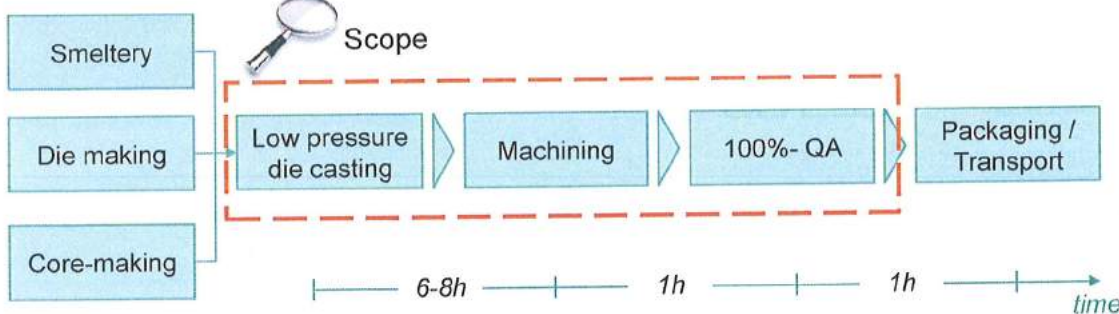 Scope
Smeltery
Die making
Core-making
Low pressure
die casting
Machining
100%- QA
Packaging /
Transport
6-8h
1h
1h
time